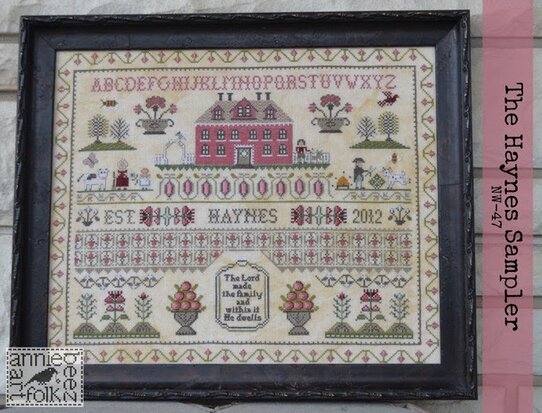 ABCDEFGHIJKLMNOPQRSTUVWXYZ
EST. HAYNES 2012
The Lord
made
the family
and
within it
He dwells
The Haynes Sampler
NW-47
annie beez
folk art